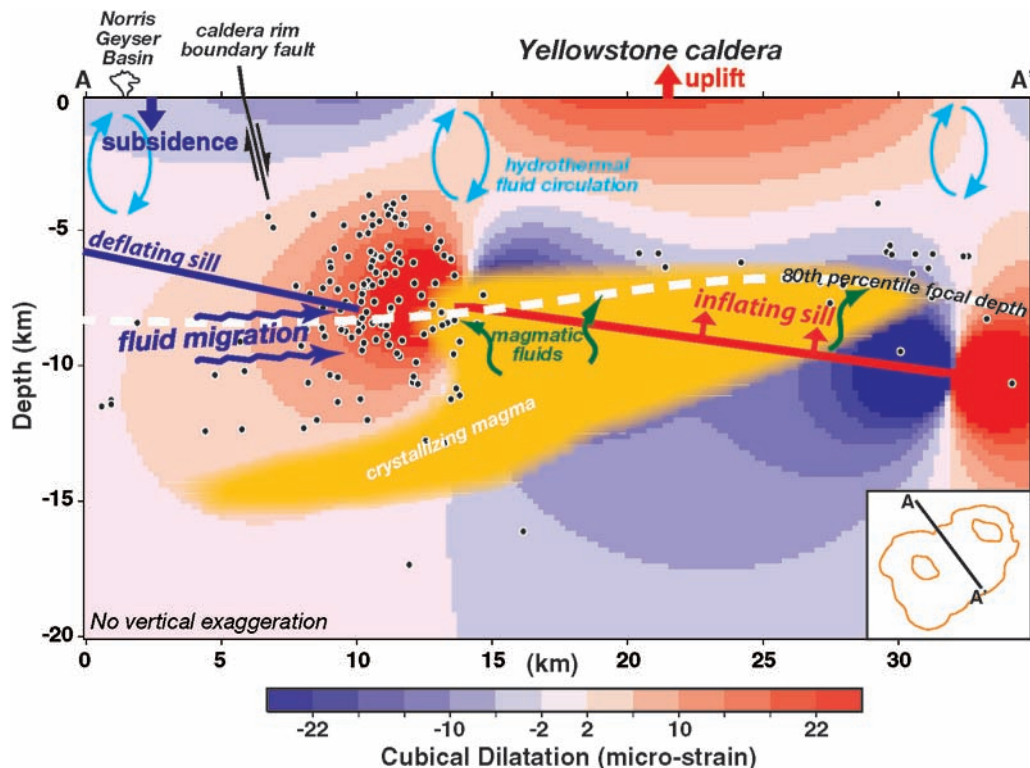 Norris
Geyser
Basin
caldera rim
boundary fault
Yellowstone caldera
A
uplift
A'
0
subsidence
hydrothermal
fluid circulation
-5
deflating sill
80th percentile focal depth
inflating sill
fluid migration
magmatic
fluids
-10
Depth (km)
crystallizing magma
-15
A
A'
No vertical exaggeration
-20
0
5
10
15
(km)
20
25
30
-22
-10
-2
2
10
22
Cubical Dilatation (micro-strain)